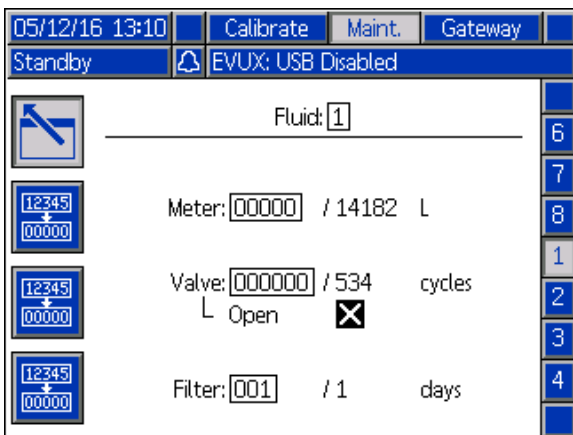 05/12/16 13:10 Calibrate Maint. Gateway
Standby EVUX: USB Disabled
Fluid: 1
12345
00000
Meter: 00000 / 14182 L
12345
00000
Valve: 000000 / 534 cycles
Open
12345
00000
Filter: 001 / 1 days
6
7
8
1
2
3
4